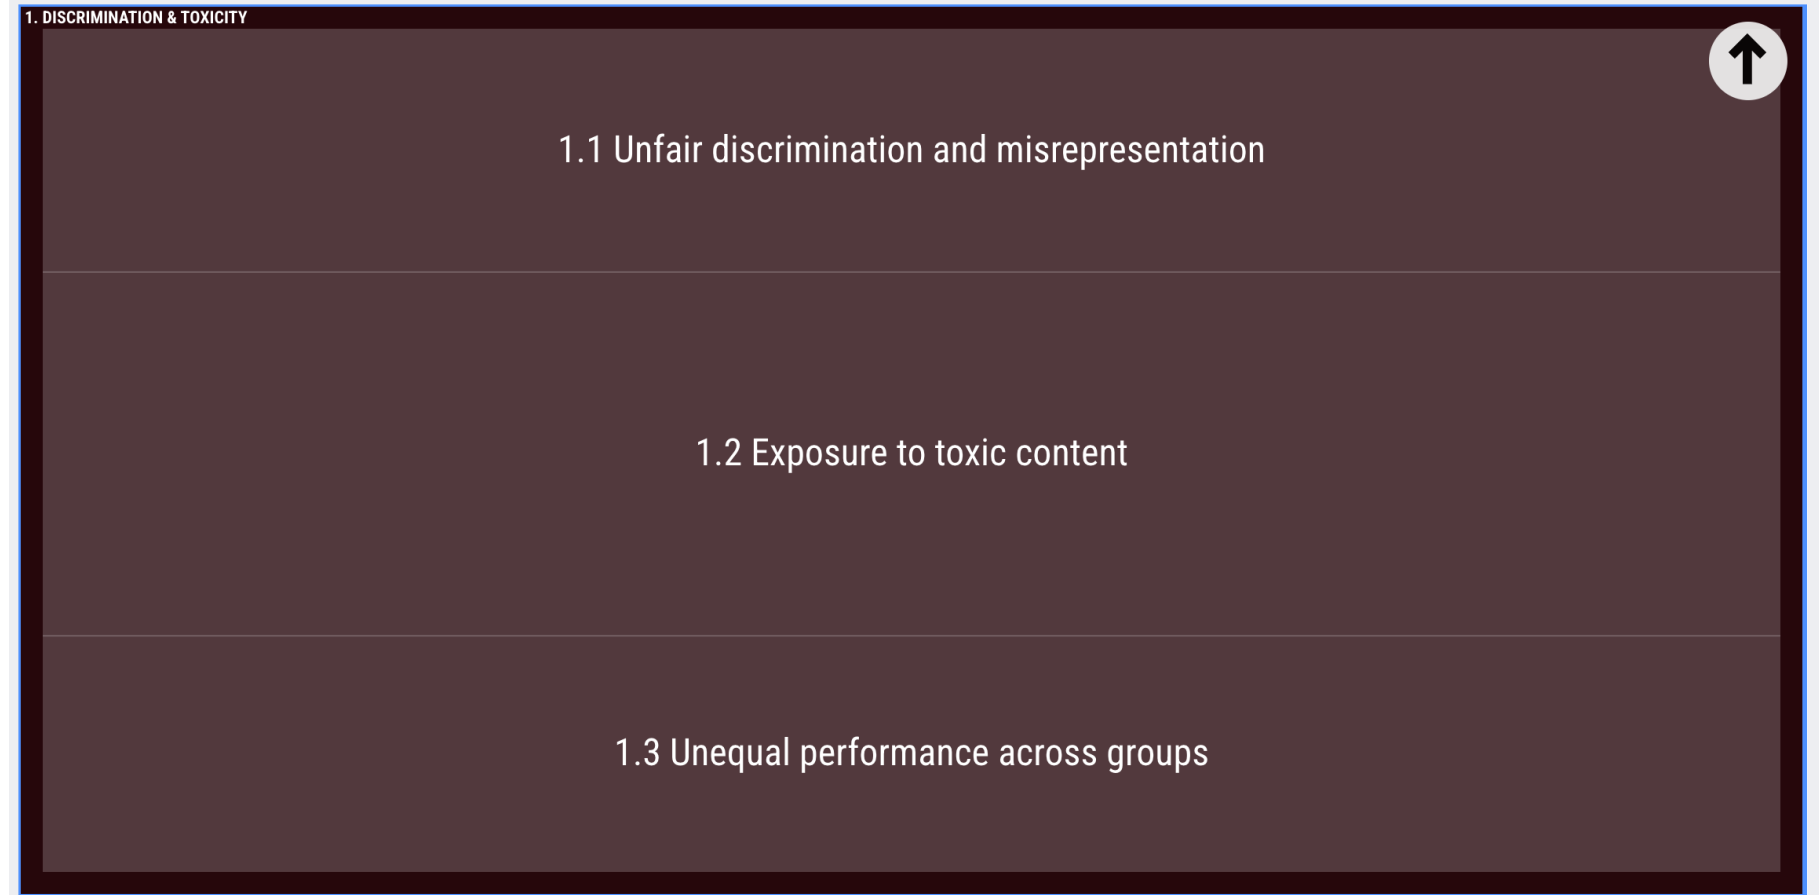 1. DISCRIMINATION & TOXICITY
1.1 Unfair discrimination and misrepresentation
1.2 Exposure to toxic content
1.3 Unequal performance across groups